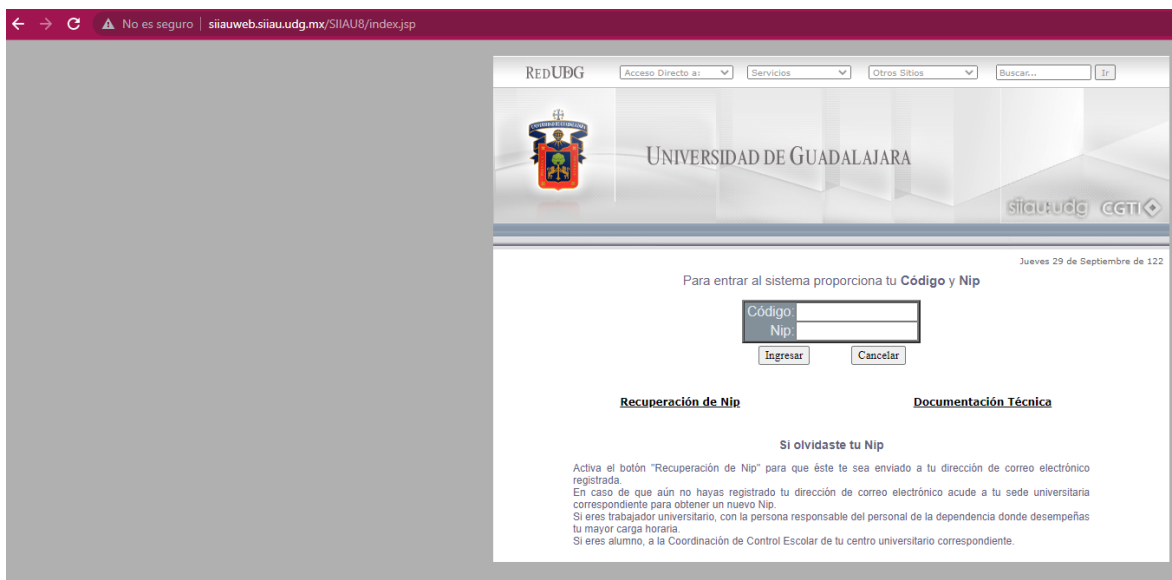 No es seguro | siiauweb.siiau.udg.mx/SIIAU8/index.jsp
RED UDG Acceso Directo a: Servicios Otros Sitios Buscar... Ir
UNIVERSIDAD DE GUADALAJARA
siiau:udg CGTI
Jueves 29 de Septiembre de 122
Para entrar al sistema proporciona tu Código y Nip
Código:
Nip:
Ingresar Cancelar
Recuperación de Nip Documentación Técnica
Si olvidaste tu Nip
Activa el botón "Recuperación de Nip" para que éste te sea enviado a tu dirección de correo electrónico
registrada.
En caso de que aún no hayas registrado tu dirección de correo electrónico acude a tu sede universitaria
correspondiente para obtener un nuevo Nip.
Si eres trabajador universitario, con la persona responsable del personal de la dependencia donde desempeñas
tu mayor carga horaria.
Si eres alumno, a la Coordinación de Control Escolar de tu centro universitario correspondiente.